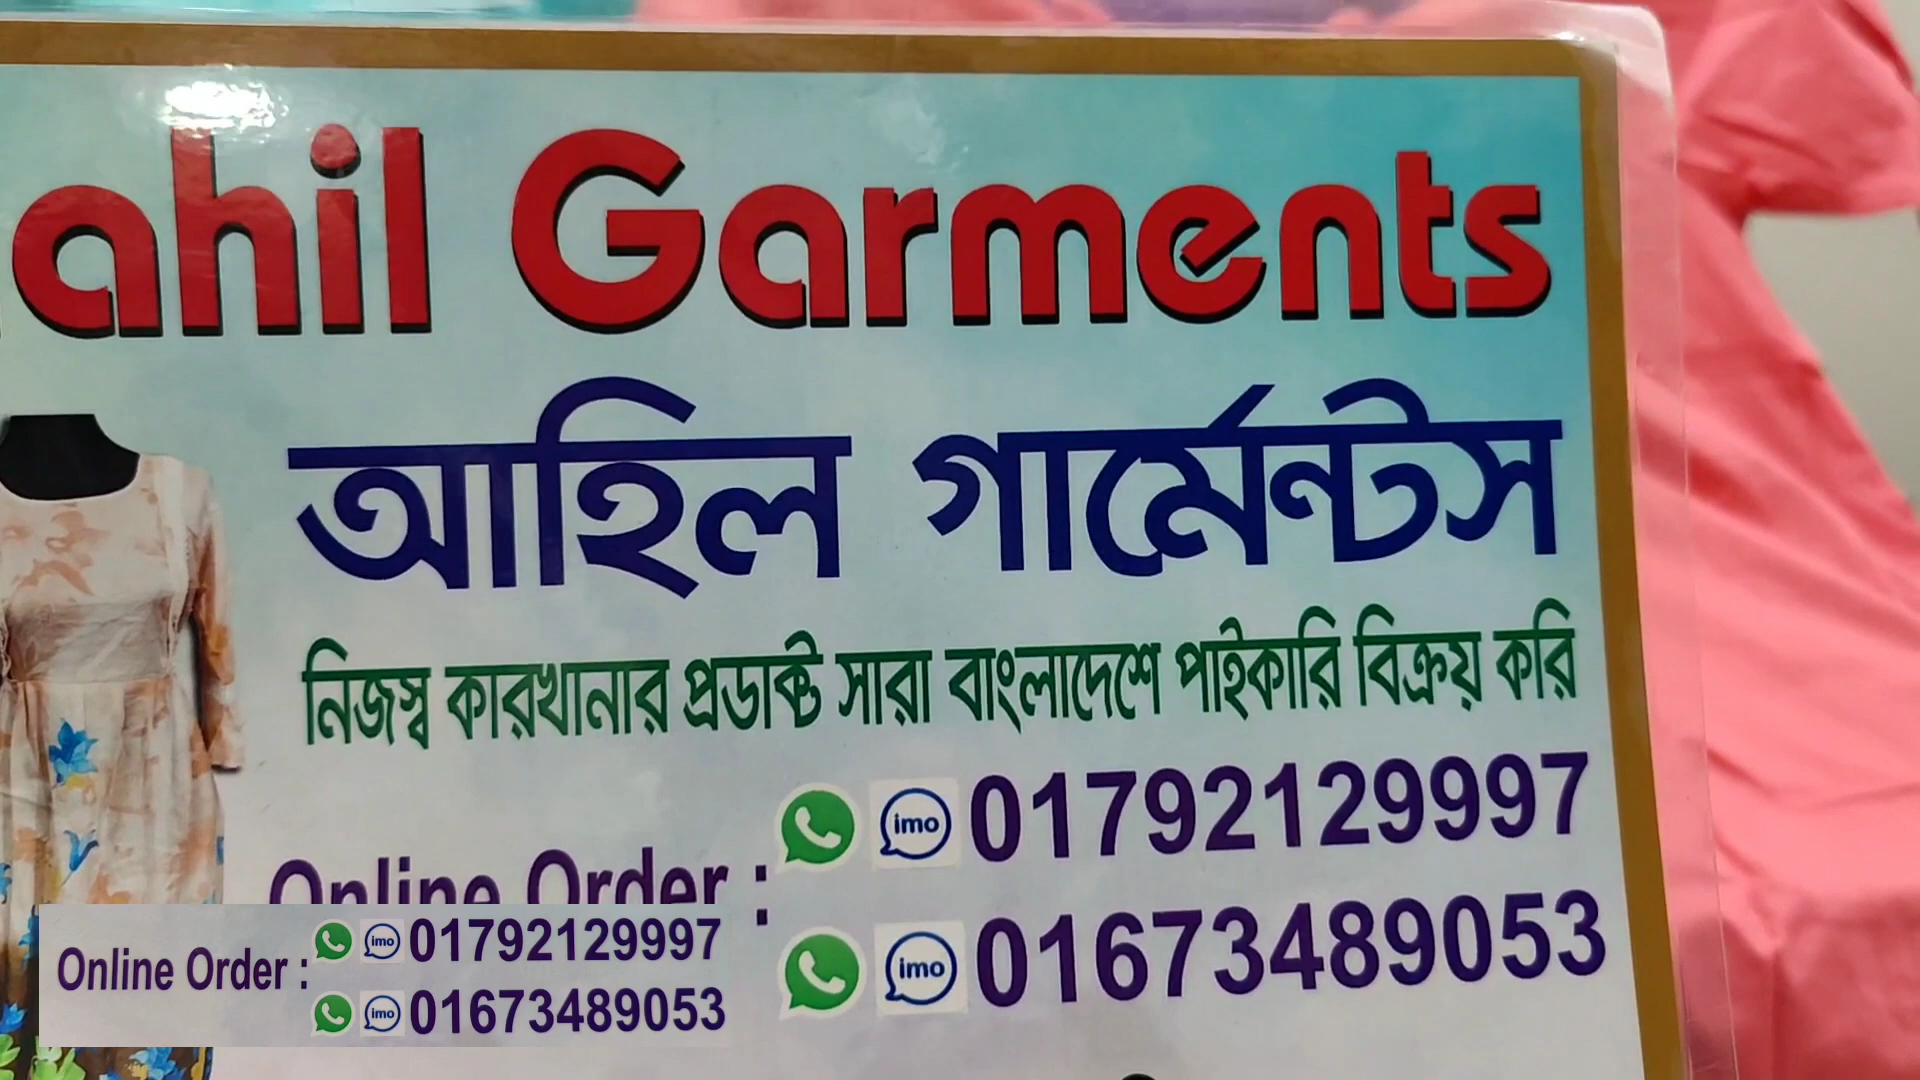 ahil Garments
আহিল গার্মেন্টস
নিজস্ব কারখানার প্রডাক্ট সারা বাংলাদেশে পাইকারি বিক্রয় করি
Online Order : imo 01792129997
imo 01673489053
Online Order : imo 01792129997
imo 01673489053